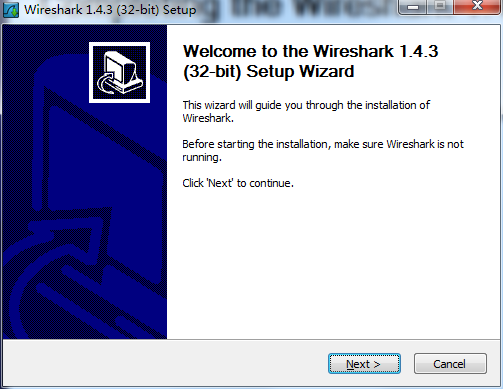 the Wiresha
Wireshark 1.4.3 (32-bit) Setup
Welcome to the Wireshark 1.4.3
(32-bit) Setup Wizard
This wizard will guide you through the installation of
Wireshark.
Before starting the installation, make sure Wireshark is not
running.
Click 'Next' to continue.
Next >
Cancel